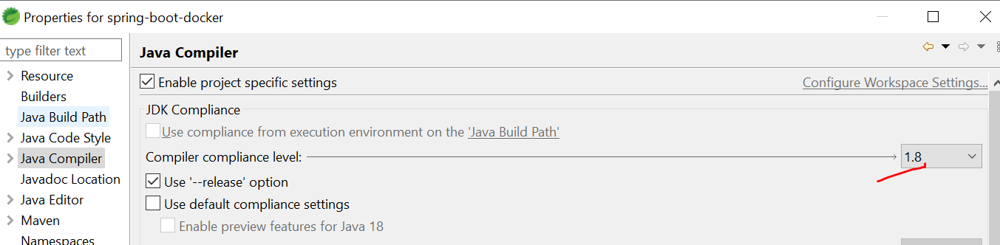 Properties for spring-boot-docker
type filter text
Resource
Builders
Java Build Path
Java Code Style
Java Compiler
Javadoc Location
Java Editor
Maven
Namespaces
Java Compiler
Enable project specific settings
Configure Workspace Settings...
JDK Compliance
Use compliance from execution environment on the 'Java Build Path'
Compiler compliance level:
1.8
Use '--release' option
Use default compliance settings
Enable preview features for Java 18